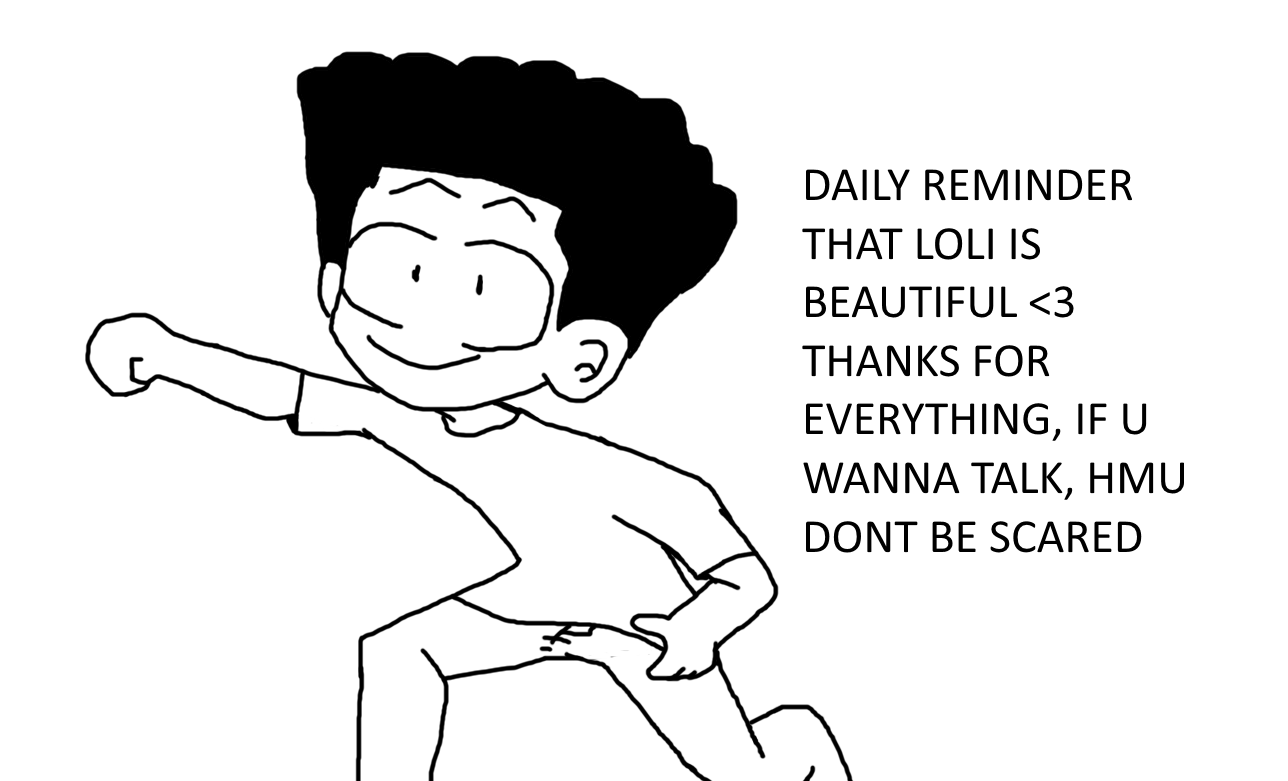 DAILY REMINDER
THAT LOLI IS
BEAUTIFUL <3
THANKS FOR
EVERYTHING, IF U
WANNA TALK, HMU
DONT BE SCARED